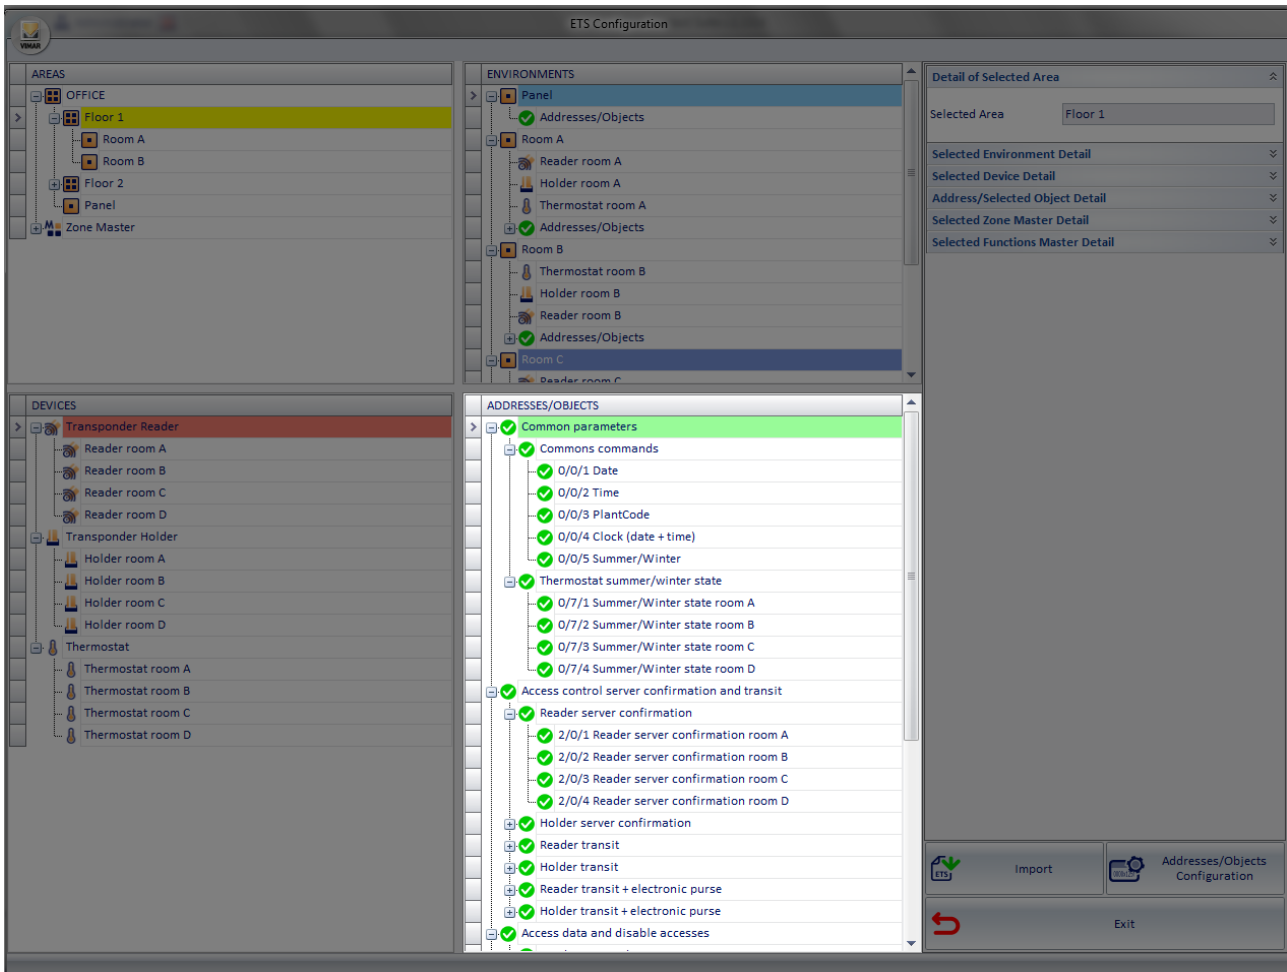 ETS Configuration
VIMAR
AREAS
OFFICE
Floor 1
Room A
Room B
Floor 2
Panel
Zone Master
ENVIRONMENTS
Panel
Addresses/Objects
Room A
Reader room A
Holder room A
Thermostat room A
Addresses/Objects
Room B
Thermostat room B
Holder room B
Reader room B
Addresses/Objects
Room C
Reader room C
Detail of Selected Area
Selected Area Floor 1
Selected Environment Detail
Selected Device Detail
Address/Selected Object Detail
Selected Zone Master Detail
Selected Functions Master Detail
DEVICES
Transponder Reader
Reader room A
Reader room B
Reader room C
Reader room D
Transponder Holder
Holder room A
Holder room B
Holder room C
Holder room D
Thermostat
Thermostat room A
Thermostat room B
Thermostat room C
Thermostat room D
ADDRESSES/OBJECTS
Common parameters
Commons commands
0/0/1 Date
0/0/2 Time
0/0/3 PlantCode
0/0/4 Clock (date + time)
0/0/5 Summer/Winter
Thermostat summer/winter state
0/7/1 Summer/Winter state room A
0/7/2 Summer/Winter state room B
0/7/3 Summer/Winter state room C
0/7/4 Summer/Winter state room D
Access control server confirmation and transit
Reader server confirmation
2/0/1 Reader server confirmation room A
2/0/2 Reader server confirmation room B
2/0/3 Reader server confirmation room C
2/0/4 Reader server confirmation room D
Holder server confirmation
Reader transit
Holder transit
Reader transit + electronic purse
Holder transit + electronic purse
Access data and disable accesses
ETS
Import
Addresses/Objects
Configuration
Exit